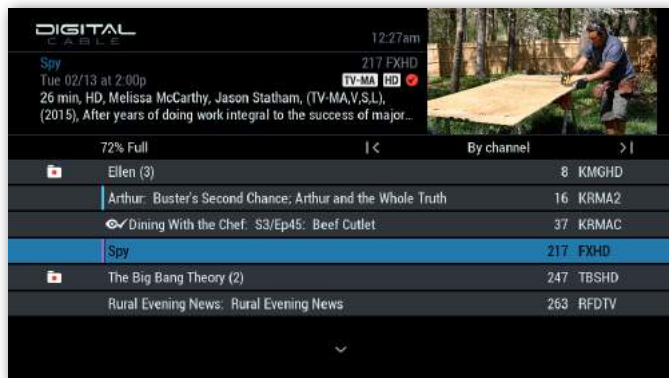 DIGITAL
CABLE
12:27am
Spy 217 FXHD
Tue 02/13 at 2:00p TV-MA HD
26 min, HD, Melissa McCarthy, Jason Statham, (TV-MA,V,S,L),
(2015), After years of doing work integral to the success of major...
72% Full |< By channel >|
Ellen (3) 8 KMGHD
Arthur: Buster's Second Chance; Arthur and the Whole Truth 16 KRMA2
Dining With the Chef: S3/Ep45: Beef Cutlet 37 KRMAC
Spy 217 FXHD
The Big Bang Theory (2) 247 TBSHD
Rural Evening News: Rural Evening News 263 RFDTV